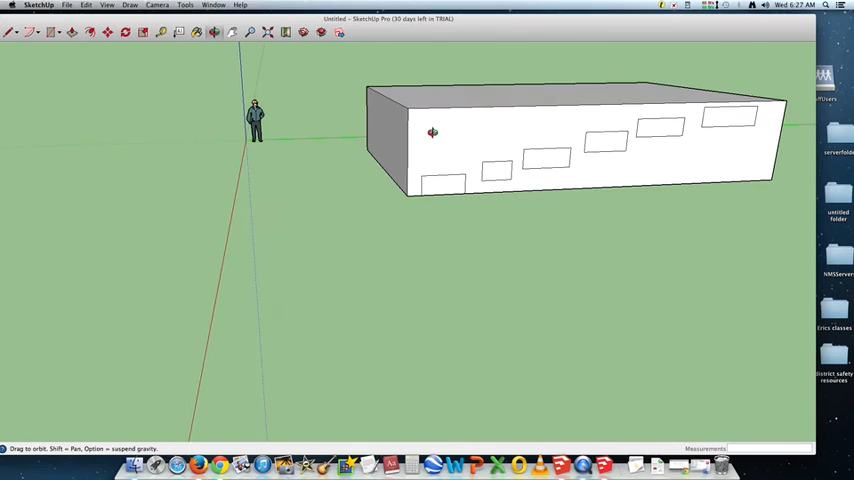 SketchUp File Edit View Camera Draw Tools Window Help
Wed 6:27 AM
Untitled - SketchUp Pro (30 days left in TRIAL)
serverfolder
untitled
folder
NMSServer
Erics classes
district safety
resources
Drag to orbit. Shift = Pan, Option = suspend gravity.
Measurements